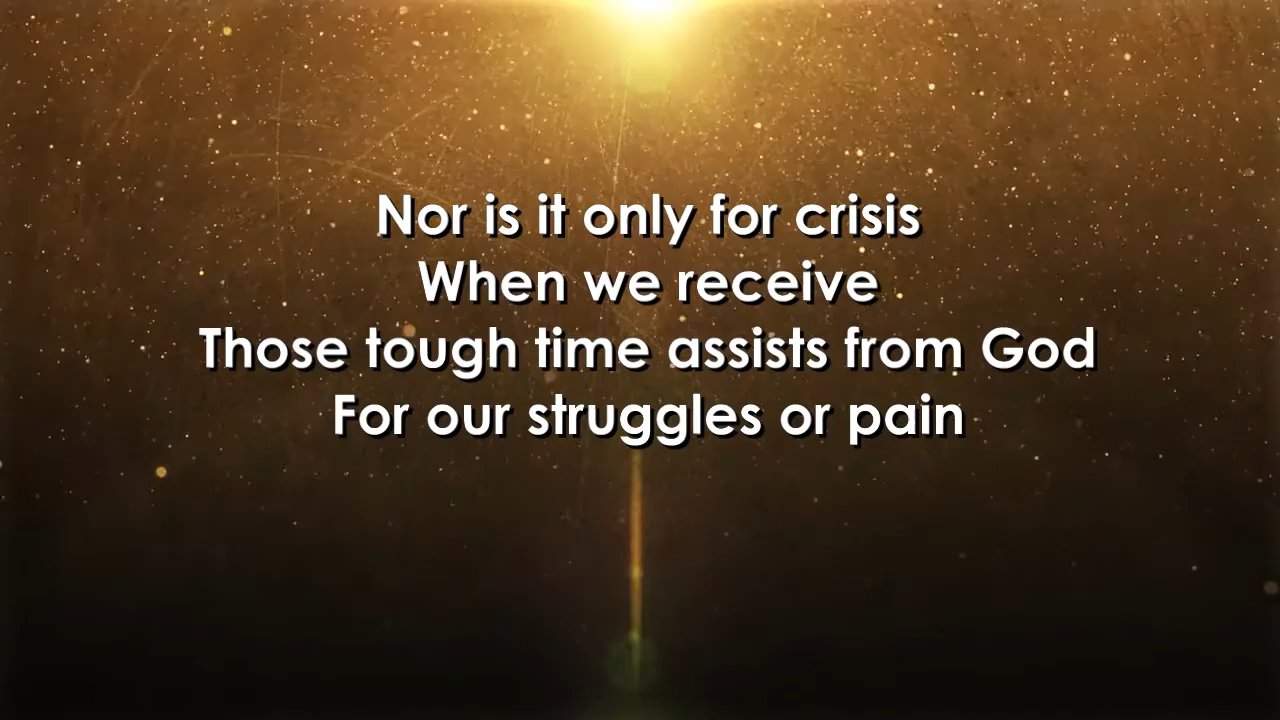 Nor is it only for crisis
When we receive
Those tough time assists from God
For our struggles or pain